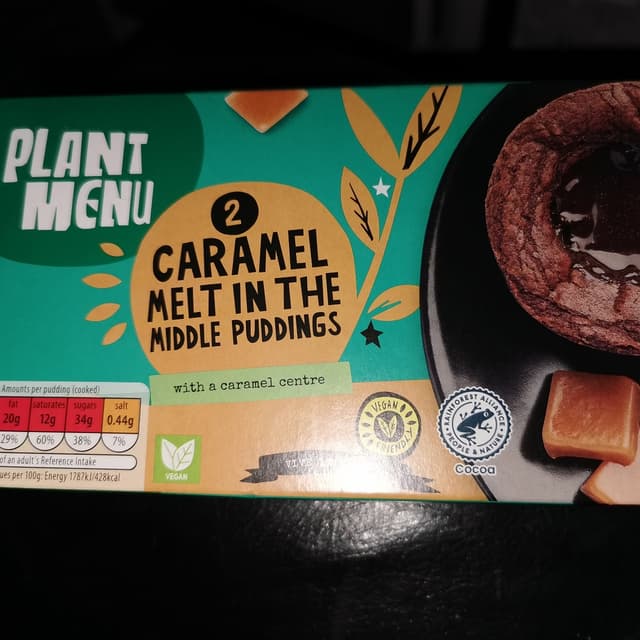 PLANT
MENU
2
CARAMEL
MELT IN THE
MIDDLE PUDDINGS
with a caramel centre
Amounts per pudding (cooked)
fat saturates sugars salt
20g 12g 34g 0.44g
29% 60% 38% 7%
of an adult's Reference Intake
ues per 100g: Energy 1787kJ/428kcal
VEGAN
VEGAN
FRIENDLY
RAINFOREST ALLIANCE
PEOPLE & NATURE
Cocoa